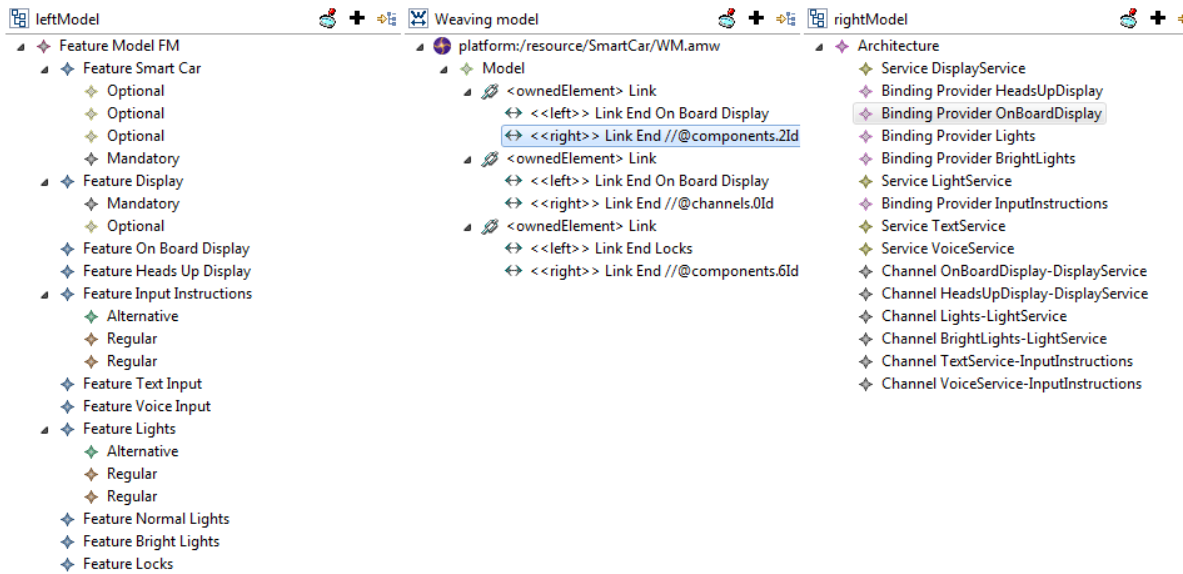 leftModel
Feature Model FM
Feature Smart Car
Optional
Optional
Optional
Mandatory
Feature Display
Mandatory
Optional
Feature On Board Display
Feature Heads Up Display
Feature Input Instructions
Alternative
Regular
Regular
Feature Text Input
Feature Voice Input
Feature Lights
Alternative
Regular
Regular
Feature Normal Lights
Feature Bright Lights
Feature Locks
Weaving model
platform:/resource/SmartCar/WM.amw
Model
<ownedElement> Link
<<left>> Link End On Board Display
<<right>> Link End //@components.2Id
<ownedElement> Link
<<left>> Link End On Board Display
<<right>> Link End //@channels.0Id
<ownedElement> Link
<<left>> Link End Locks
<<right>> Link End //@components.6Id
rightModel
Architecture
Service DisplayService
Binding Provider HeadsUpDisplay
Binding Provider OnBoardDisplay
Binding Provider Lights
Binding Provider BrightLights
Service LightService
Binding Provider InputInstructions
Service TextService
Service VoiceService
Channel OnBoardDisplay-DisplayService
Channel HeadsUpDisplay-DisplayService
Channel Lights-LightService
Channel BrightLights-LightService
Channel TextService-InputInstructions
Channel VoiceService-InputInstructions